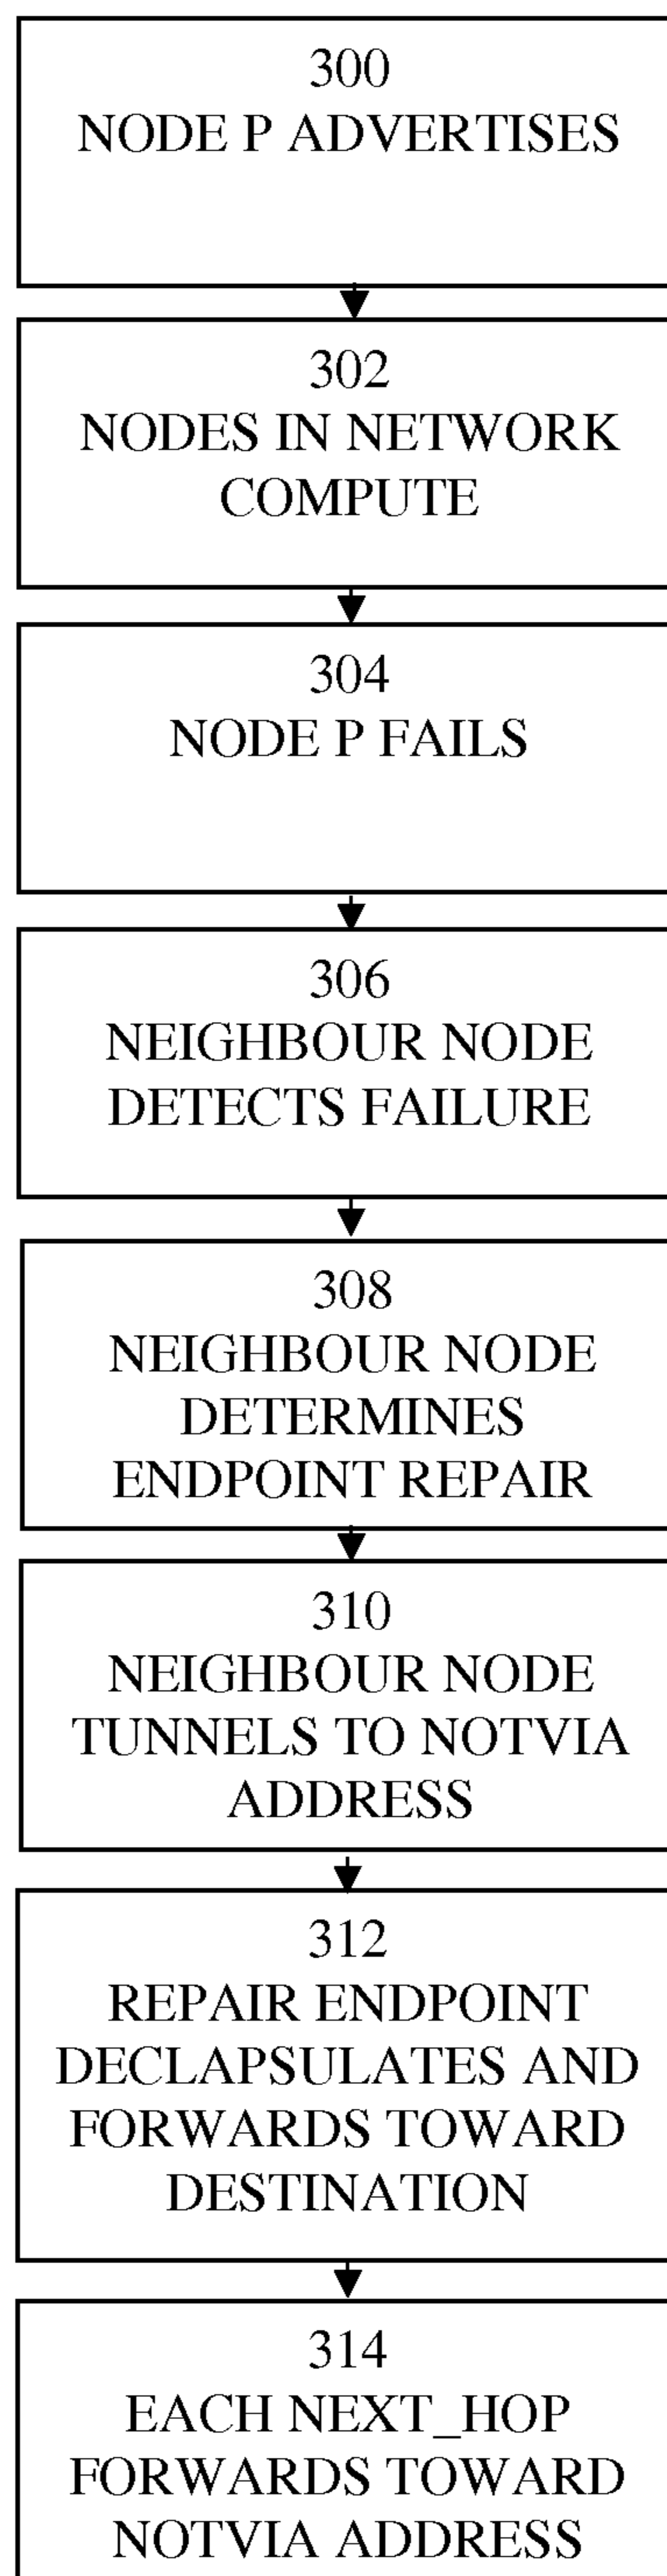 300
NODE P ADVERTISES
302
NODES IN NETWORK
COMPUTE
304
NODE P FAILS
306
NEIGHBOUR NODE
DETECTS FAILURE
308
NEIGHBOUR NODE
DETERMINES
ENDPOINT REPAIR
310
NEIGHBOUR NODE
TUNNELS TO NOTVIA
ADDRESS
312
REPAIR ENDPOINT
DECLAPSULATES AND
FORWARDS TOWARD
DESTINATION
314
EACH NEXT_HOP
FORWARDS TOWARD
NOTVIA ADDRESS